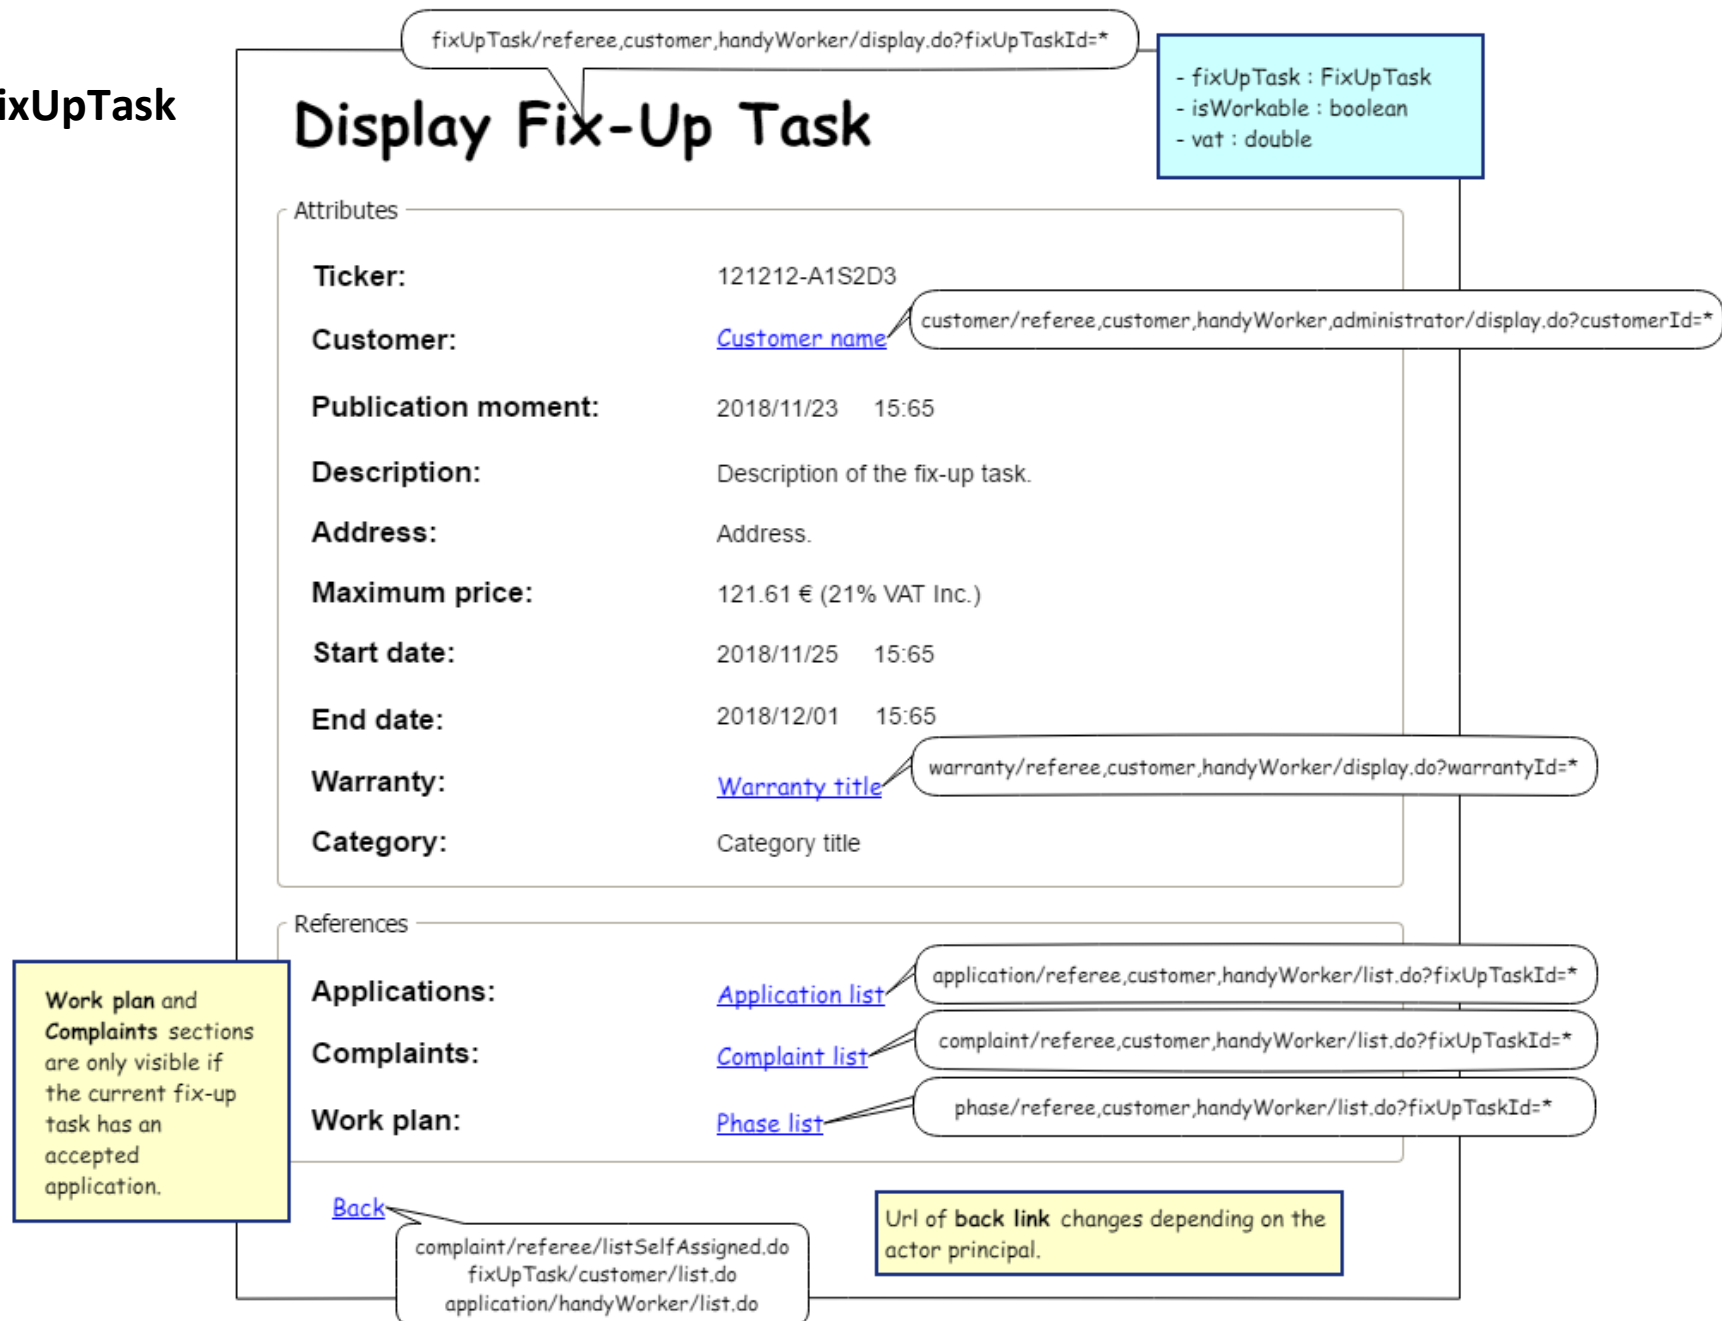 fixUpTask/referee,customer,handyWorker/display.do?fixUpTaskId=*
- fixUpTask : FixUpTask
- isWorkable : boolean
- vat : double
ixUpTask
Display Fix-Up Task
Attributes
Ticker: 121212-A1S2D3
customer/referee,customer,handyWorker,administrator/display.do?customerId=*
Customer: Customer name
Publication moment: 2018/11/23 15:65
Description: Description of the fix-up task.
Address: Address.
Maximum price: 121.61 € (21% VAT Inc.)
Start date: 2018/11/25 15:65
End date: 2018/12/01 15:65
warranty/referee,customer,handyWorker/display.do?warrantyId=*
Warranty: Warranty title
Category: Category title
References
application/referee,customer,handyWorker/list.do?fixUpTaskId=*
Applications: Application list
complaint/referee,customer,handyWorker/list.do?fixUpTaskId=*
Complaints: Complaint list
phase/referee,customer,handyWorker/list.do?fixUpTaskId=*
Work plan: Phase list
Work plan and
Complaints sections
are only visible if
the current fix-up
task has an
accepted
application.
Back
Url of back link changes depending on the
actor principal.
complaint/referee/listSelfAssigned.do
fixUpTask/customer/list.do
application/handyWorker/list.do